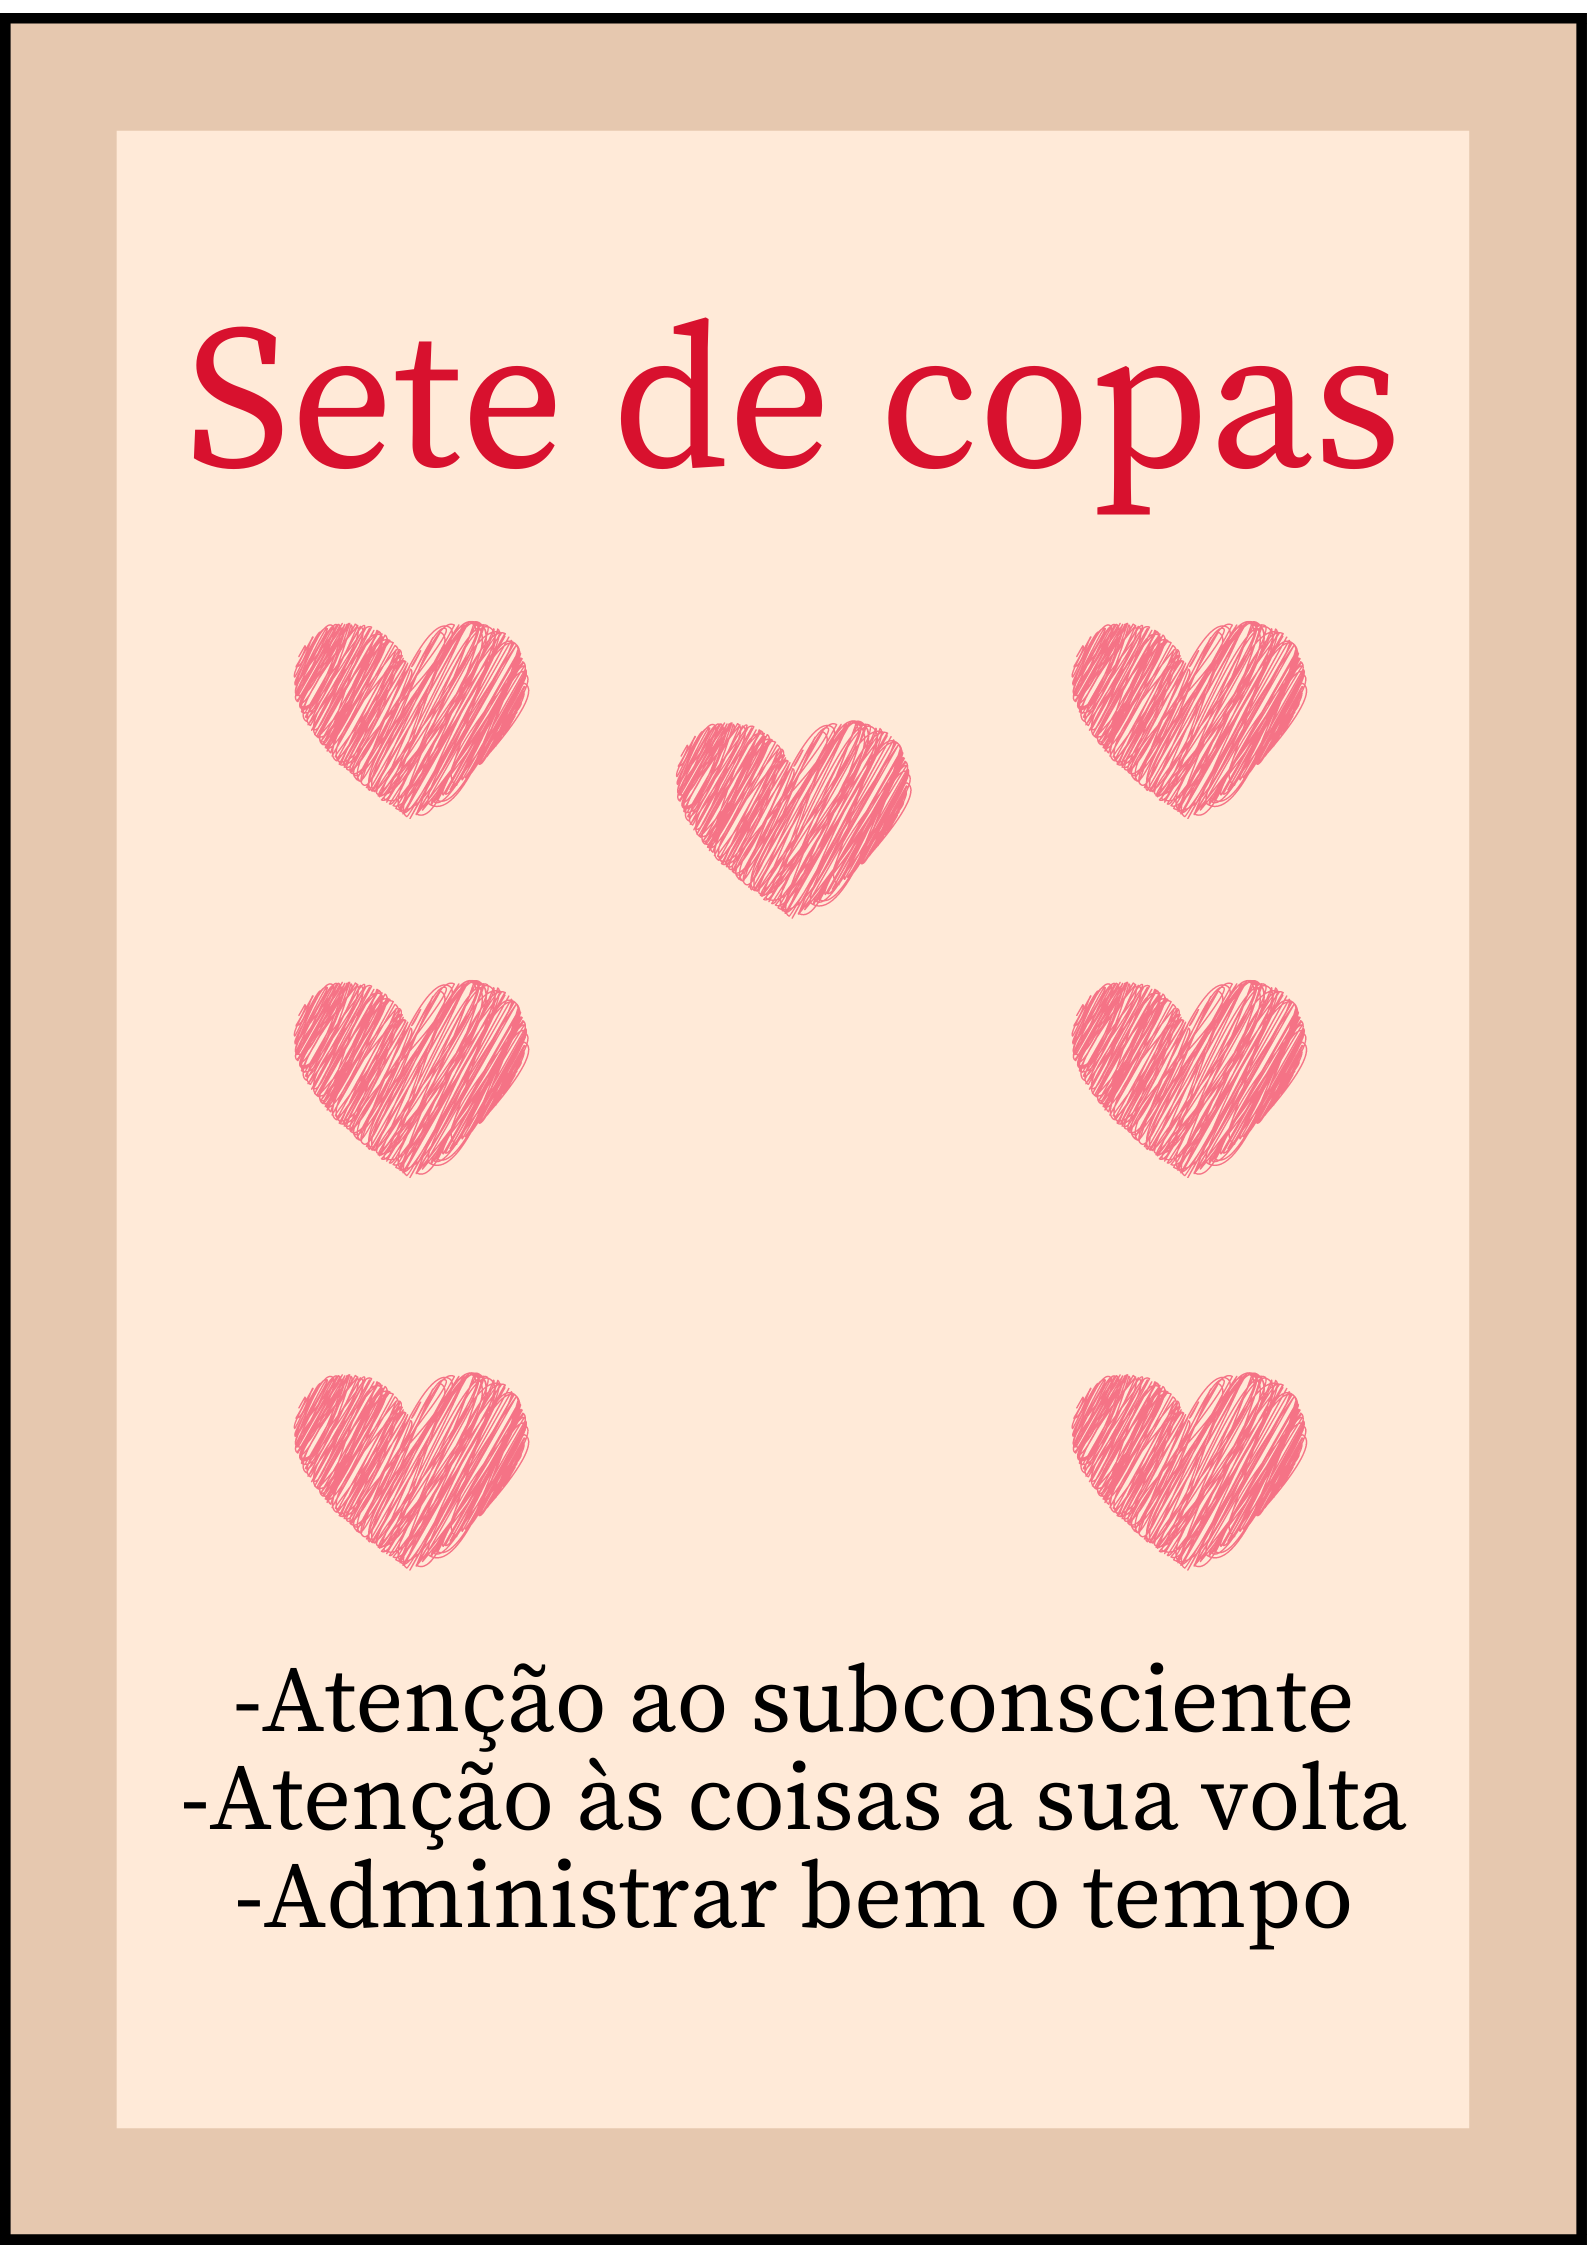 Sete de copas
-Atenção ao subconsciente
-Atenção às coisas a sua volta
-Administrar bem o tempo